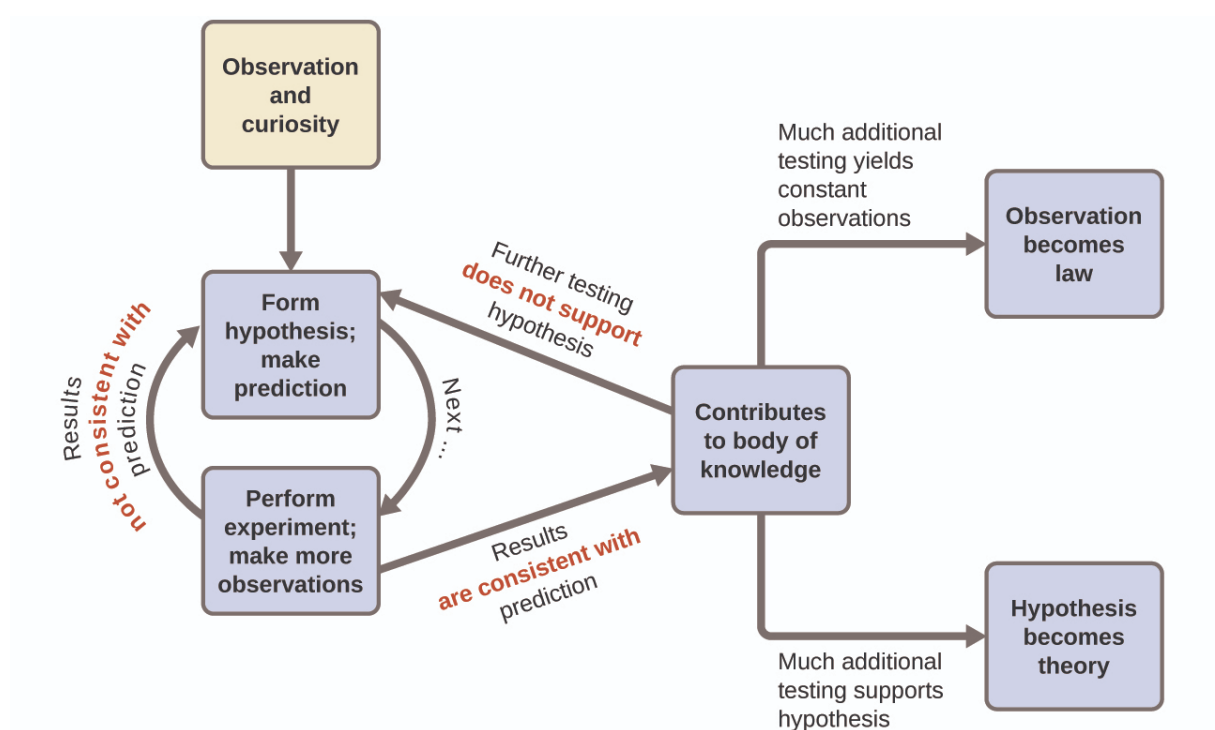 Observation
and
curiosity
Form
hypothesis;
make
prediction
Results
not consistent with
prediction
Next ...
Perform
experiment;
make more
observations
Further testing
does not support
hypothesis
Results
are consistent with
prediction
Contributes
to body of
knowledge
Much additional
testing yields
constant
observations
Observation
becomes
law
Much additional
testing supports
hypothesis
Hypothesis
becomes
theory